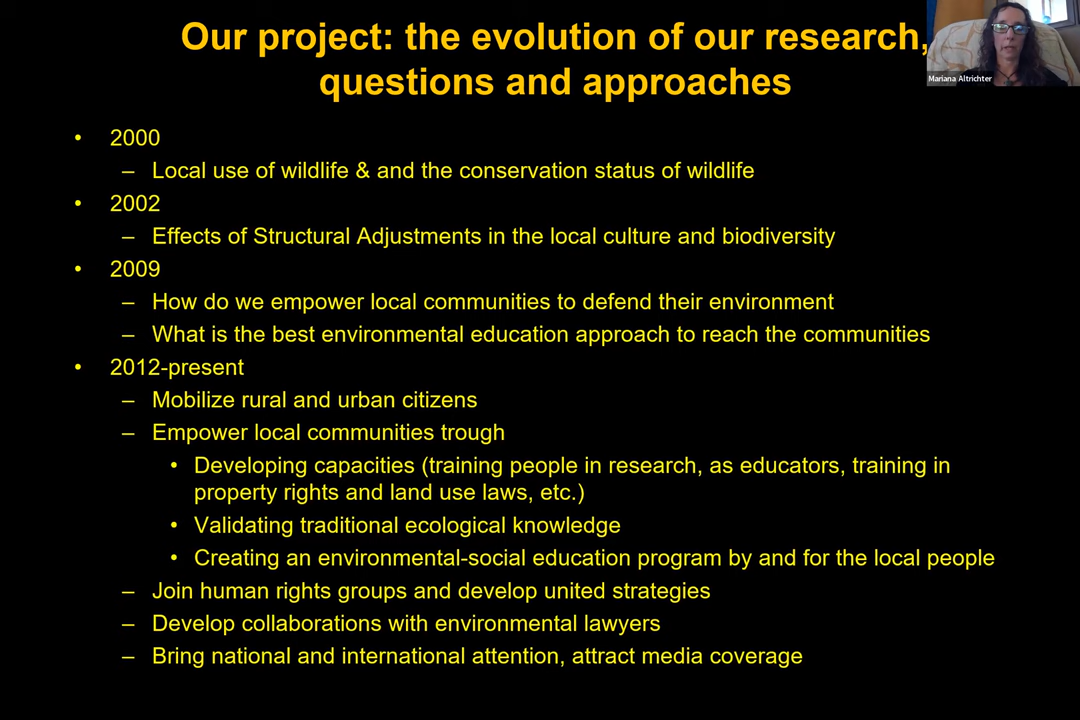 Our project: the evolution of our research,
questions and approaches
Mariana Altrichter
• 2000
– Local use of wildlife & and the conservation status of wildlife
• 2002
– Effects of Structural Adjustments in the local culture and biodiversity
• 2009
– How do we empower local communities to defend their environment
– What is the best environmental education approach to reach the communities
• 2012-present
– Mobilize rural and urban citizens
– Empower local communities trough
• Developing capacities (training people in research, as educators, training in
property rights and land use laws, etc.)
• Validating traditional ecological knowledge
• Creating an environmental-social education program by and for the local people
– Join human rights groups and develop united strategies
– Develop collaborations with environmental lawyers
– Bring national and international attention, attract media coverage